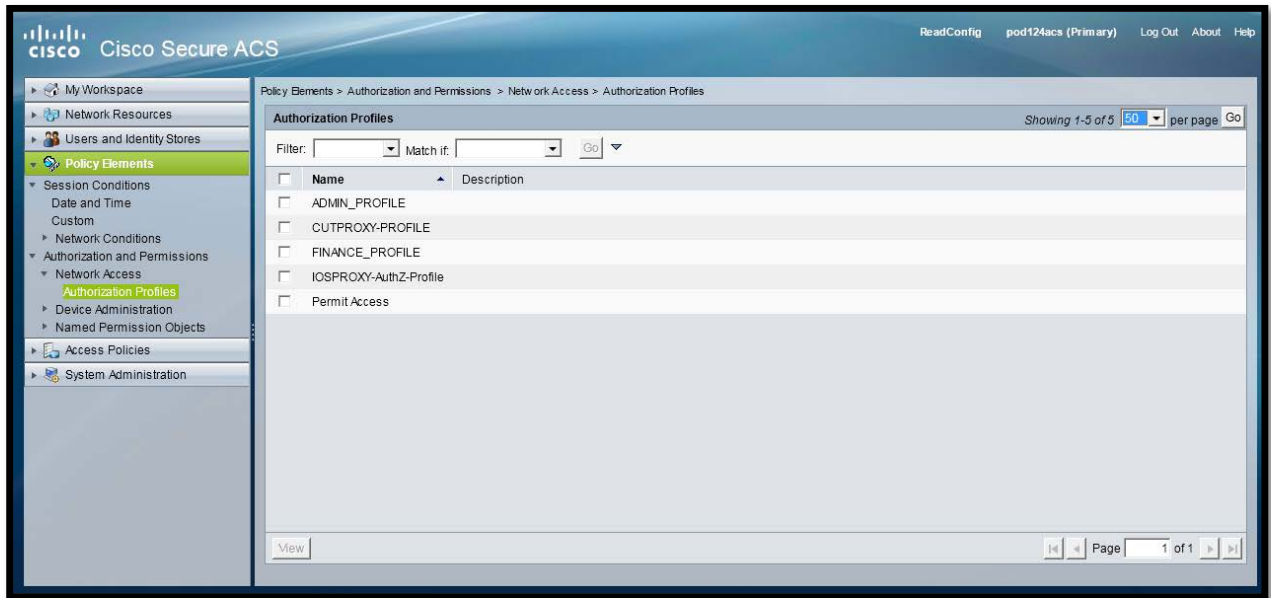 CISCO Cisco Secure ACS
ReadConfig pod124acs (Primary) Log Out About Help
My Workspace
Network Resources
Users and Identity Stores
Policy Elements
Session Conditions
Date and Time
Custom
Network Conditions
Authorization and Permissions
Network Access
Authorization Profiles
Device Administration
Named Permission Objects
Access Policies
System Administration
Policy Elements > Authorization and Permissions > Network Access > Authorization Profiles
Authorization Profiles Showing 1-5 of 5 50 per page Go
Filter: Match if: Go
Name Description
ADMIN_PROFILE
CUTPROXY-PROFILE
FINANCE_PROFILE
IOSPROXY-AuthZ-Profile
Permit Access
View Page 1 of 1